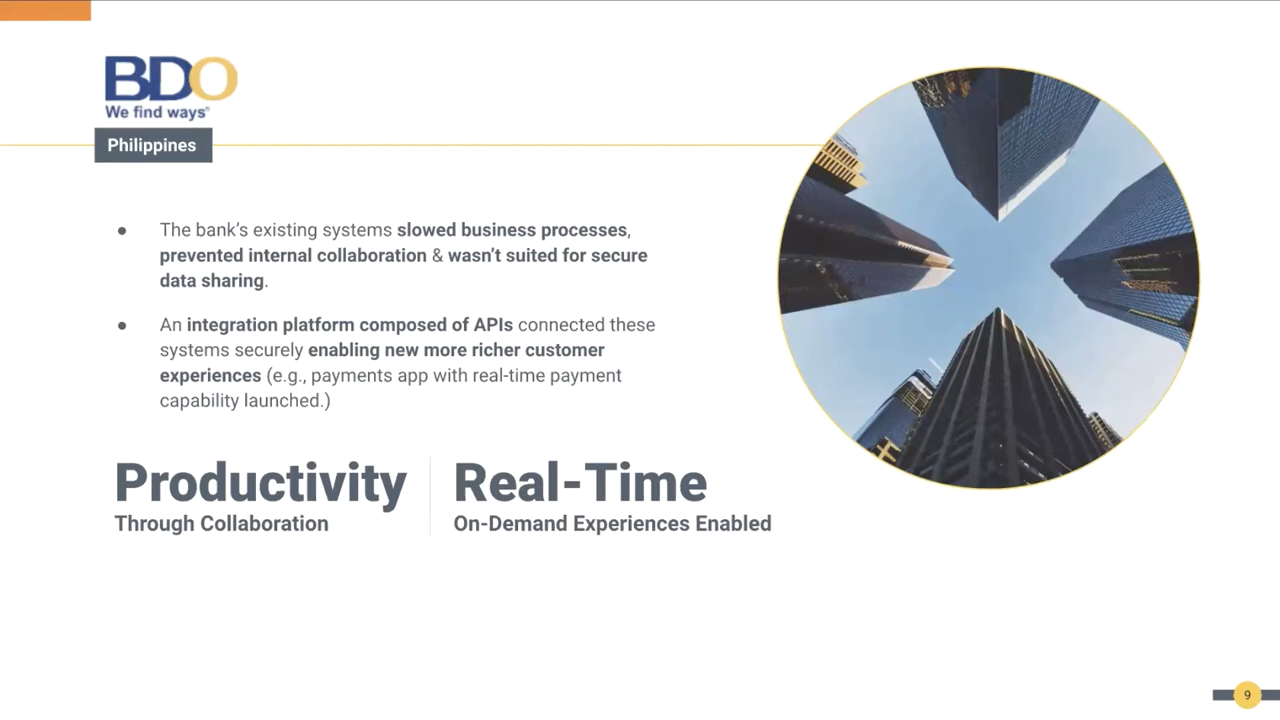 BDO
We find ways®
Philippines
● The bank’s existing systems slowed business processes,
prevented internal collaboration & wasn’t suited for secure
data sharing.
● An integration platform composed of APIs connected these
systems securely enabling new more richer customer
experiences (e.g., payments app with real-time payment
capability launched.)
Productivity
Through Collaboration
Real-Time
On-Demand Experiences Enabled
9